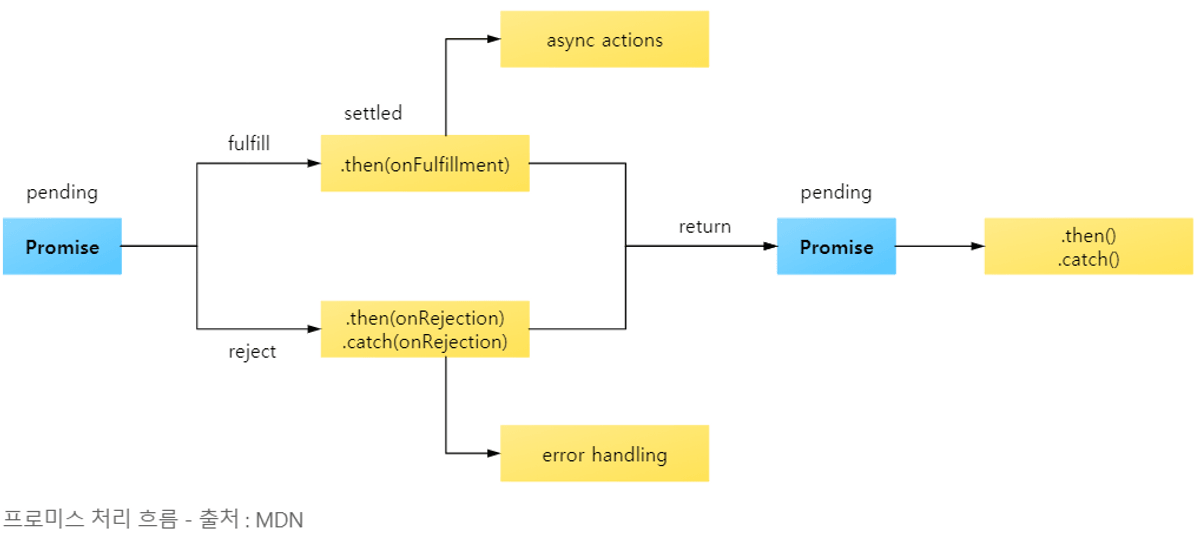 async actions
settled
fulfill
.then(onFulfillment)
pending
Promise
return
pending
Promise
.then()
.catch()
.then(onRejection)
.catch(onRejection)
reject
error handling
프로미스 처리 흐름 - 출처 : MDN